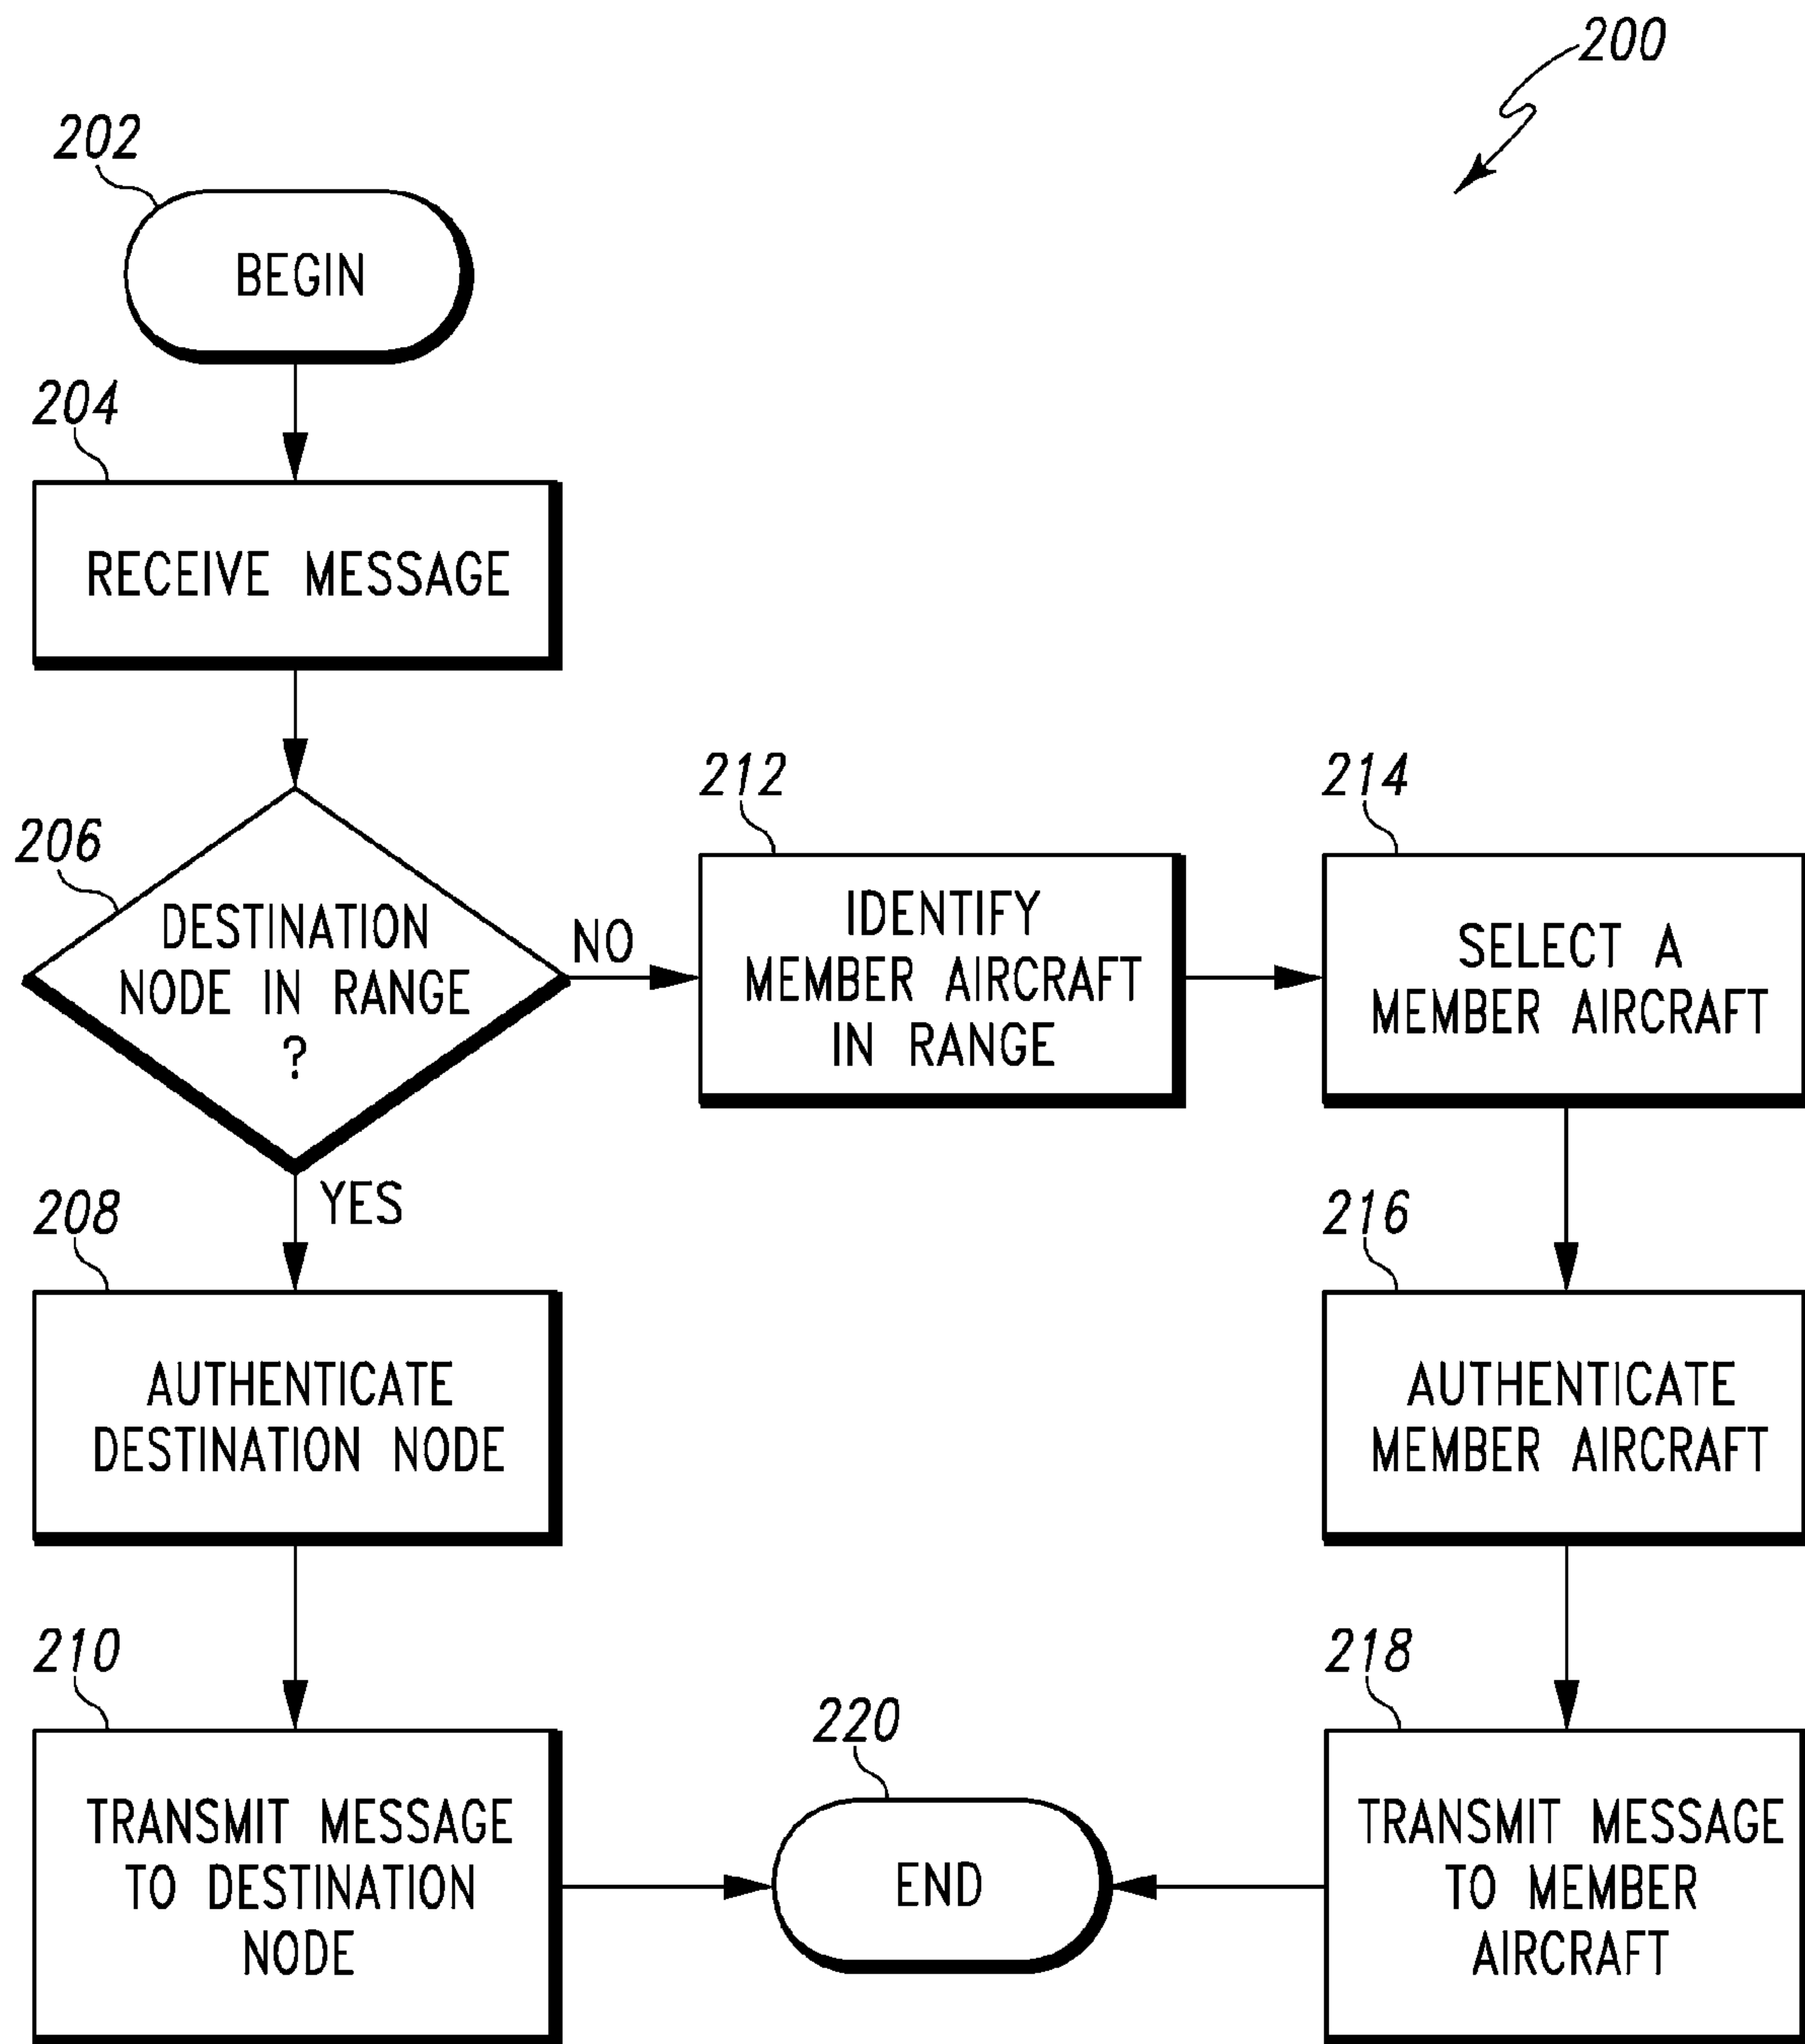 200
202
BEGIN
204
RECEIVE MESSAGE
206
DESTINATION
NODE IN RANGE
?
NO
YES
212
IDENTIFY
MEMBER AIRCRAFT
IN RANGE
214
SELECT A
MEMBER AIRCRAFT
208
AUTHENTICATE
DESTINATION NODE
216
AUTHENTICATE
MEMBER AIRCRAFT
210
TRANSMIT MESSAGE
TO DESTINATION
NODE
220
END
218
TRANSMIT MESSAGE
TO MEMBER
AIRCRAFT